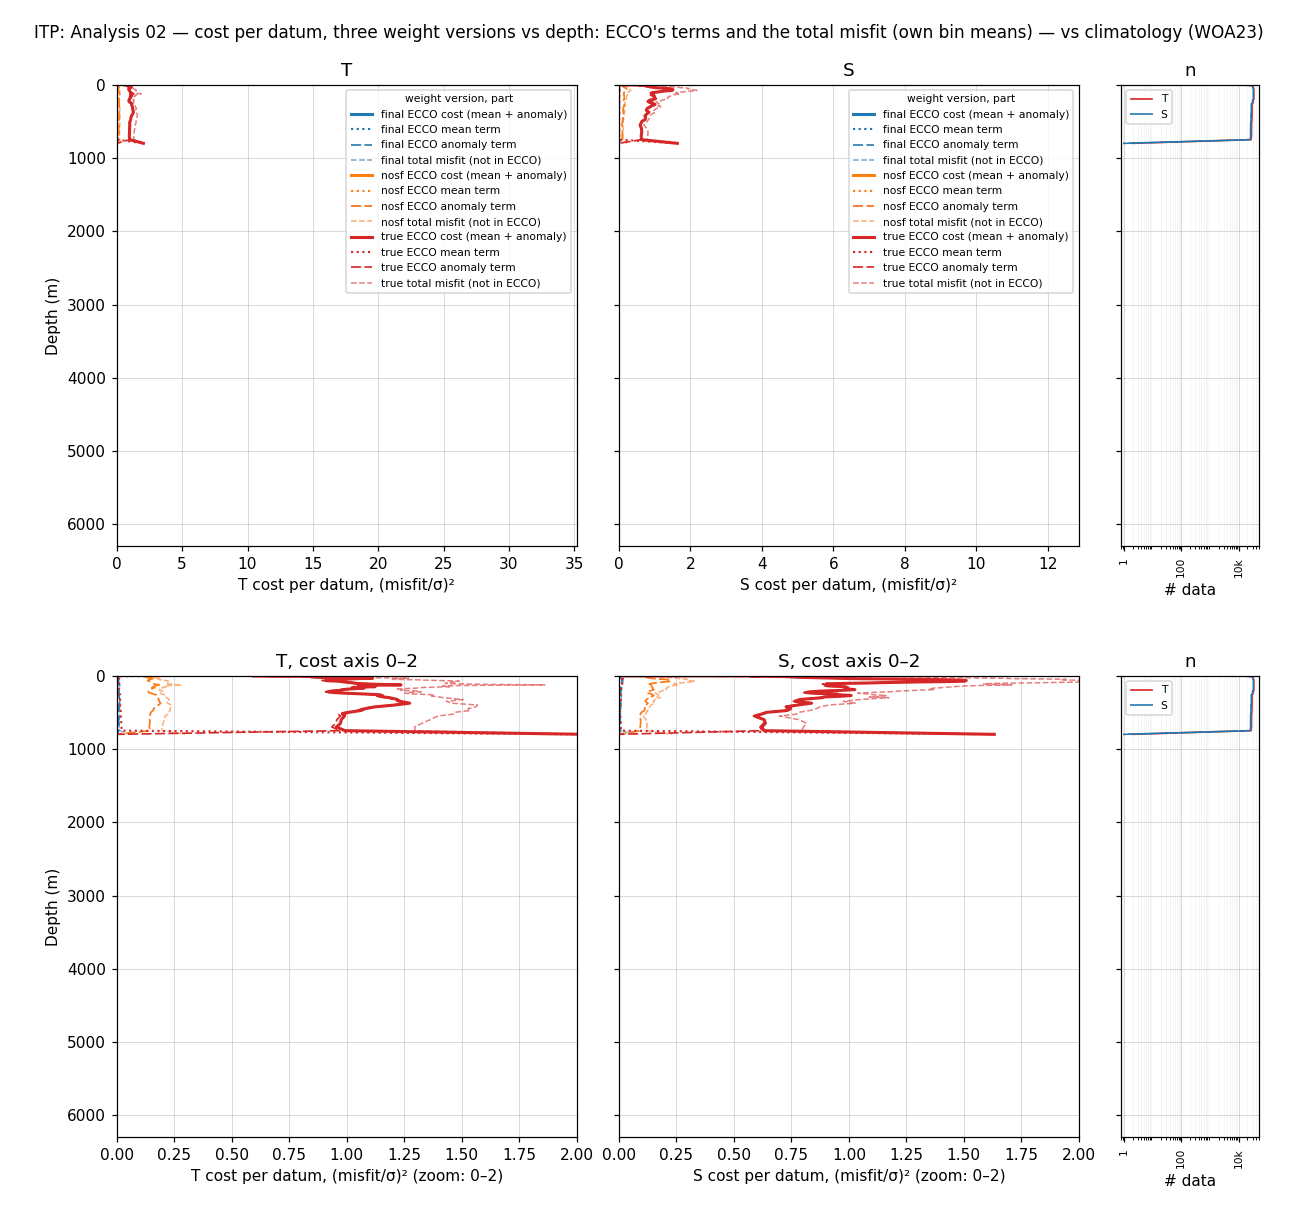 ITP: Analysis 02 — cost per datum, three weight versions vs depth: ECCO's terms and the total misfit (own bin means) — vs climatology (WOA23)
T
S
n
weight version, part
final ECCO cost (mean + anomaly)
final ECCO mean term
final ECCO anomaly term
final total misfit (not in ECCO)
nosf ECCO cost (mean + anomaly)
nosf ECCO mean term
nosf ECCO anomaly term
nosf total misfit (not in ECCO)
true ECCO cost (mean + anomaly)
true ECCO mean term
true ECCO anomaly term
true total misfit (not in ECCO)
weight version, part
final ECCO cost (mean + anomaly)
final ECCO mean term
final ECCO anomaly term
final total misfit (not in ECCO)
nosf ECCO cost (mean + anomaly)
nosf ECCO mean term
nosf ECCO anomaly term
nosf total misfit (not in ECCO)
true ECCO cost (mean + anomaly)
true ECCO mean term
true ECCO anomaly term
true total misfit (not in ECCO)
T
S
0
1000
2000
3000
4000
5000
6000
Depth (m)
0 5 10 15 20 25 30 35
T cost per datum, (misfit/σ)²
0 2 4 6 8 10 12
S cost per datum, (misfit/σ)²
1 100 10k
# data
T, cost axis 0–2
S, cost axis 0–2
n
T
S
0
1000
2000
3000
4000
5000
6000
Depth (m)
0.00 0.25 0.50 0.75 1.00 1.25 1.50 1.75 2.00
T cost per datum, (misfit/σ)² (zoom: 0–2)
0.00 0.25 0.50 0.75 1.00 1.25 1.50 1.75 2.00
S cost per datum, (misfit/σ)² (zoom: 0–2)
1 100 10k
# data